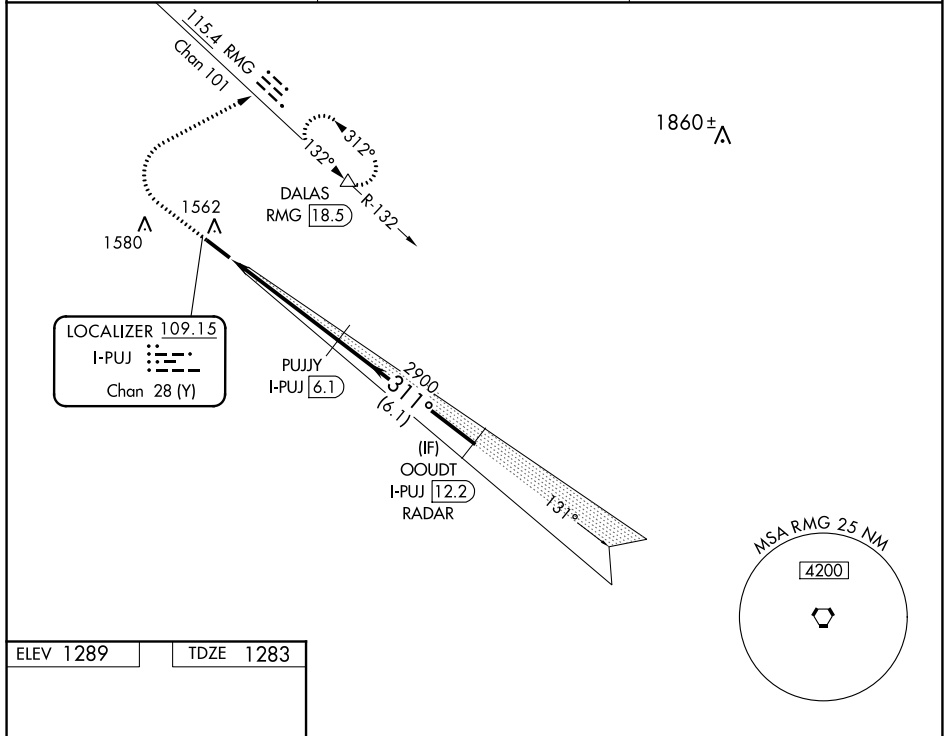 115.4 RMG
Chan 101
1860±
312°
132°
DALAS
RMG 18.5
R-132
1562
1580
LOCALIZER 109.15
I-PUJ
Chan 28 (Y)
PUJJY
I-PUJ 6.1
2900
311°
(6.1)
(IF)
OOUDT
I-PUJ 12.2
RADAR
131°
MSA RMG 25 NM
4200
ELEV 1289
TDZE 1283